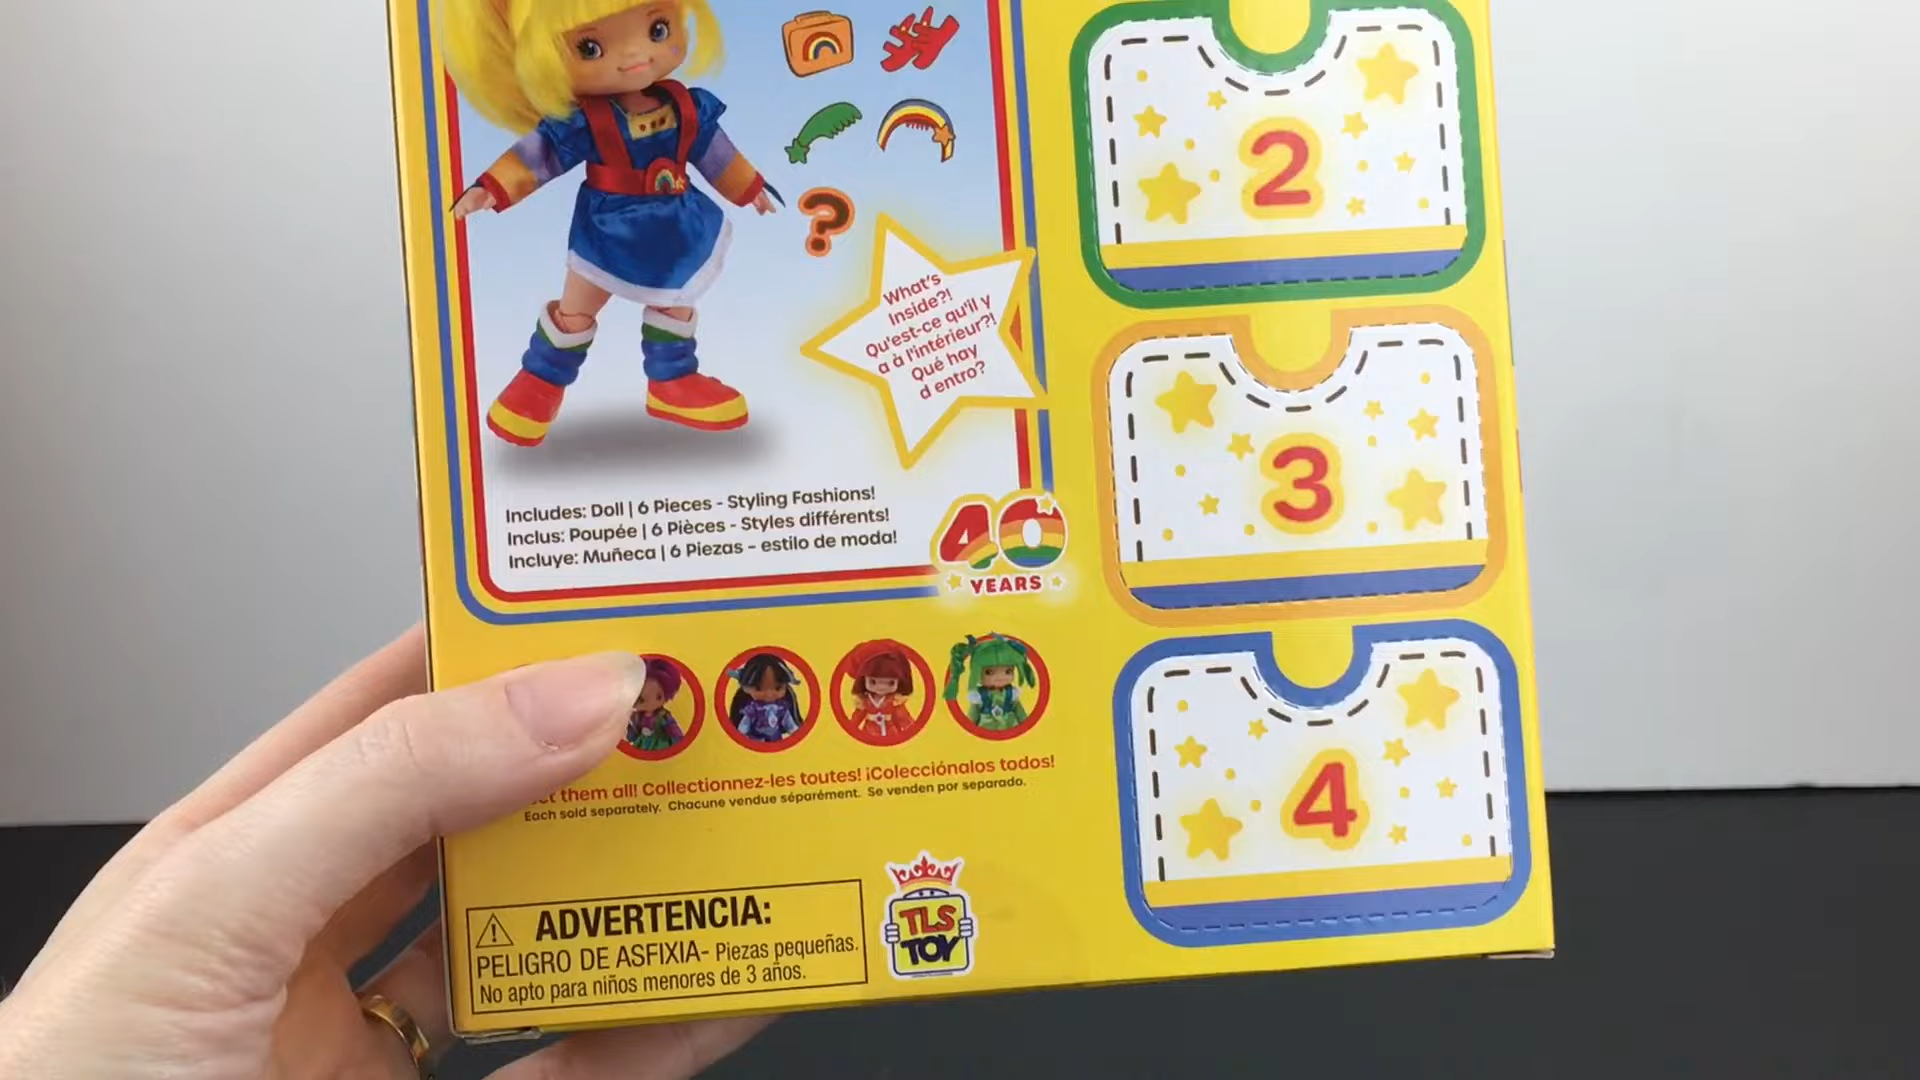 What's
Inside?!
Qu'est-ce qu'il y
a à l'intérieur?!
Qué hay
d entro?
Includes: Doll | 6 Pieces - Styling Fashions!
Inclus: Poupée | 6 Pièces - Styles différents!
Incluye: Muñeca | 6 Piezas - estilo de moda!
40
YEARS
them all! Collectionnez-les toutes! ¡Colecciónalos todos!
Each sold separately. Chacune vendue séparément. Se venden por separado.
ADVERTENCIA:
PELIGRO DE ASFIXIA- Piezas pequeñas.
No apto para niños menores de 3 años.
TLS
TOY
2
3
4